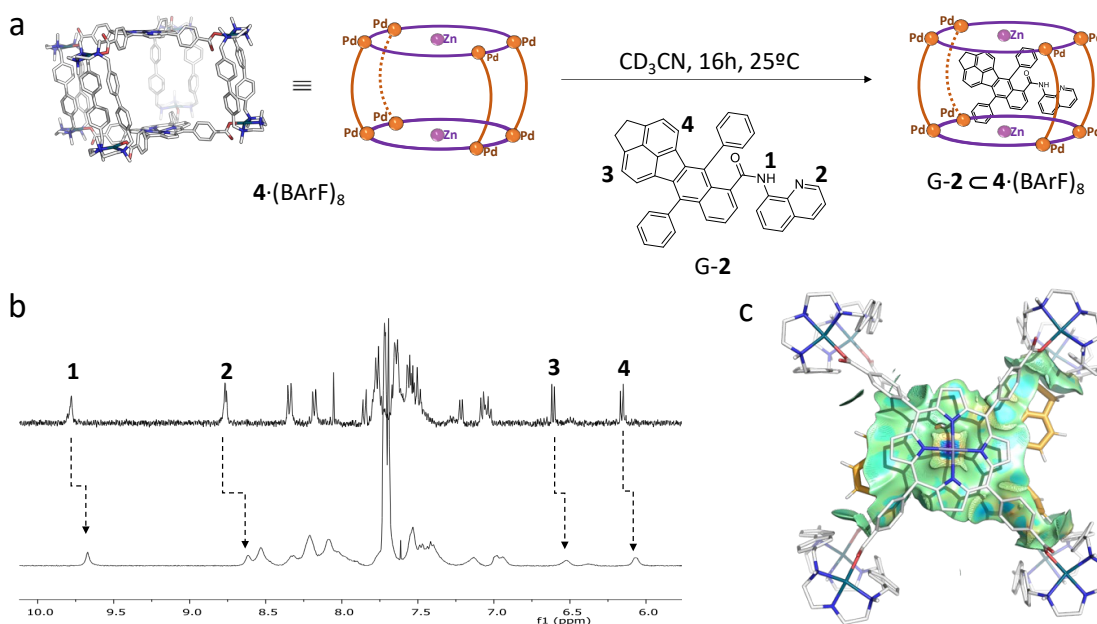 a
4·(BArF)8
≡
Pd
Pd
Zn
Pd
Pd
Pd
Pd
Pd
Zn
Pd
CD3CN, 16h, 25ºC
4
3
O
1
NH
N
2
G-2
Pd
Pd
Zn
Pd
Pd
O
NH
N
Pd
Pd
Pd
Zn
Pd
G-2 ⊂ 4·(BArF)8
b
1
2
3
4
10.0 9.5 9.0 8.5 8.0 7.5 7.0 6.5 6.0
f1 (ppm)
c